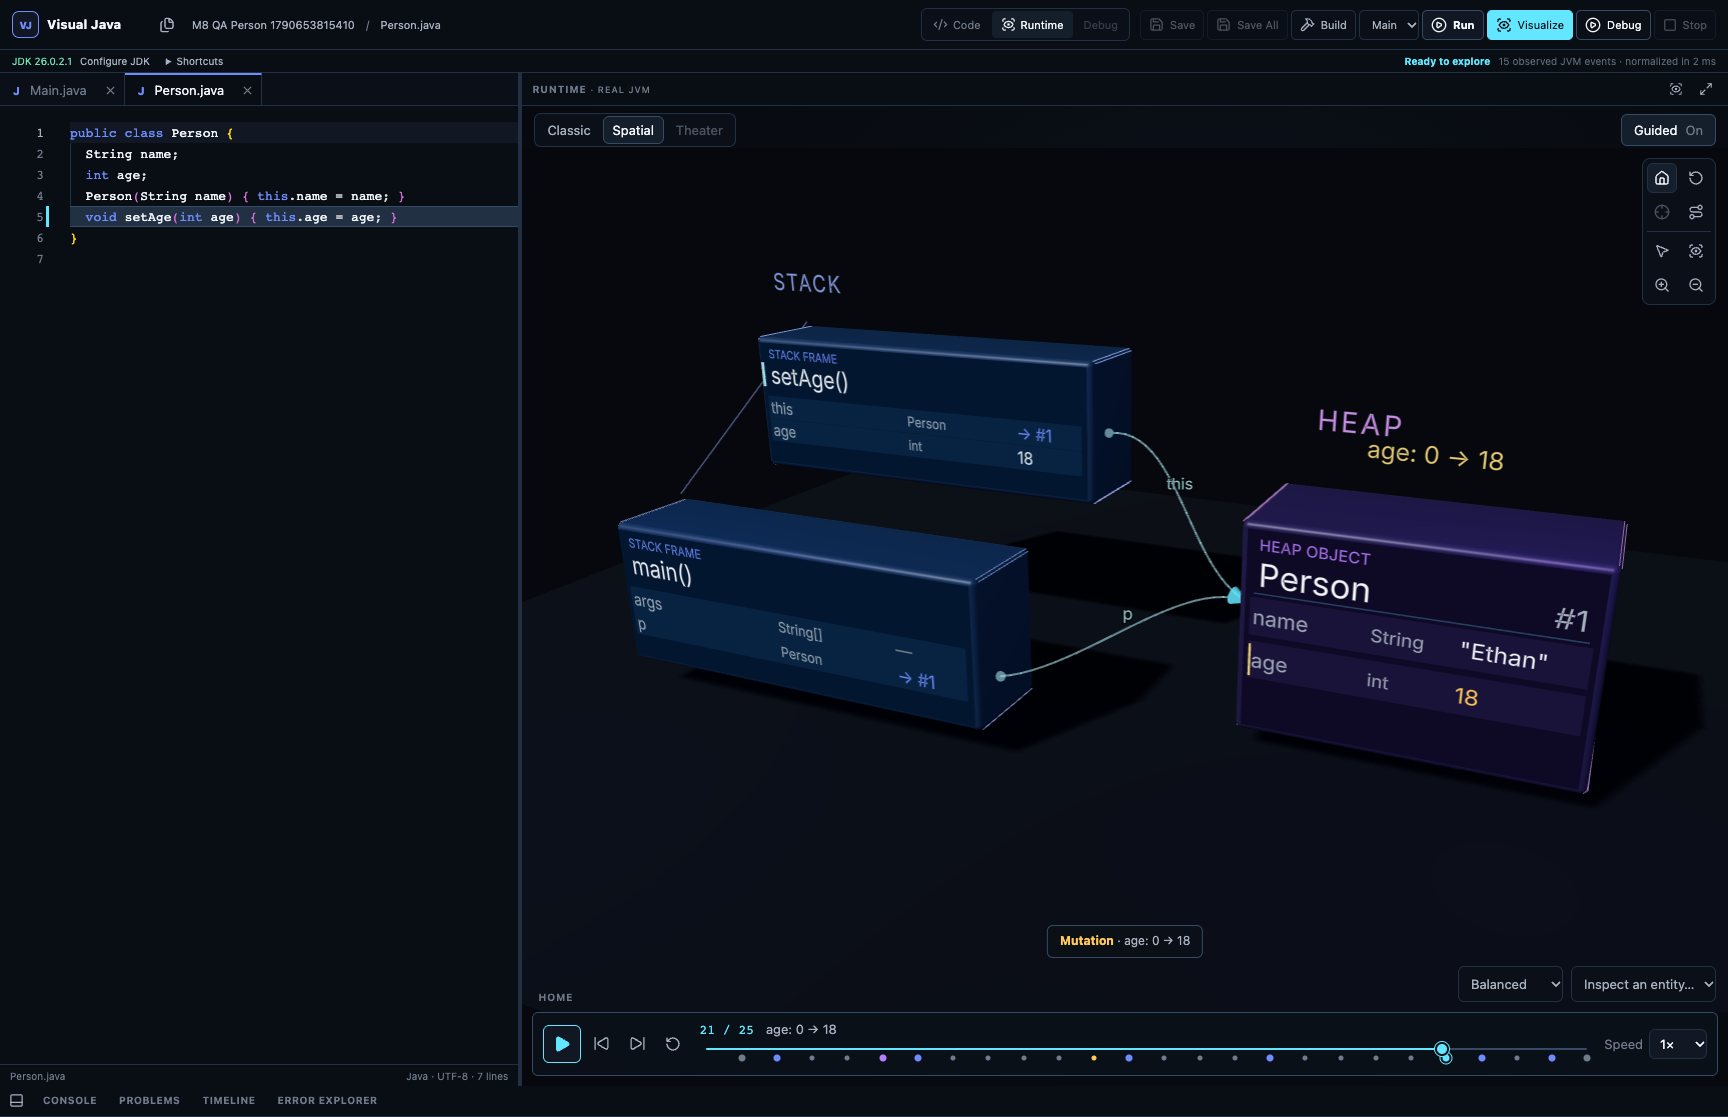 VJ Visual Java
M8 QA Person 1790653815410 / Person.java
Code
Runtime
Debug
Save
Save All
Build
Main
Run
Visualize
Debug
Stop
JDK 26.0.2.1 Configure JDK Shortcuts
Ready to explore 15 observed JVM events · normalized in 2 ms
J Main.java ×
J Person.java ×
RUNTIME · REAL JVM
Classic
Spatial
Theater
Guided On
1 public class Person {
2 String name;
3 int age;
4 Person(String name) { this.name = name; }
5 void setAge(int age) { this.age = age; }
6 }
7
STACK
STACK FRAME
setAge()
this Person → #1
age int 18
this
STACK FRAME
main()
args String[] —
p Person → #1
p
HEAP
age: 0 → 18
HEAP OBJECT
Person
#1
name String "Ethan"
age int 18
Mutation · age: 0 → 18
Balanced
Inspect an entity...
HOME
21 / 25 age: 0 → 18
Speed 1×
Person.java
Java · UTF-8 · 7 lines
CONSOLE
PROBLEMS
TIMELINE
ERROR EXPLORER